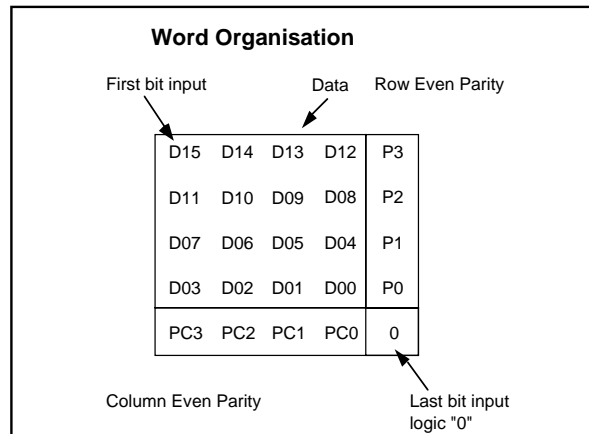 Word Organisation
First bit input Data Row Even Parity
D15 D14 D13 D12 P3
D11 D10 D09 D08 P2
D07 D06 D05 D04 P1
D03 D02 D01 D00 P0
PC3 PC2 PC1 PC0 0
Column Even Parity Last bit input
logic "0"